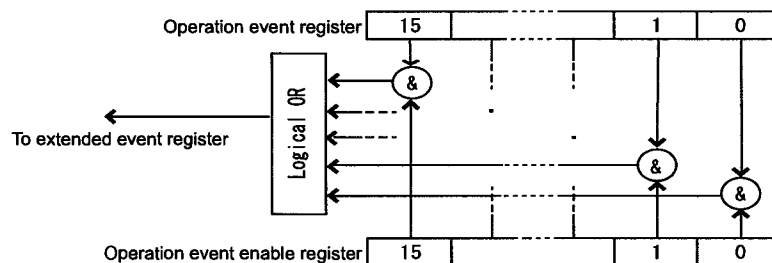 Operation event register 15 1 0
&
Logical OR
To extended event register
&
&
Operation event enable register 15 1 0